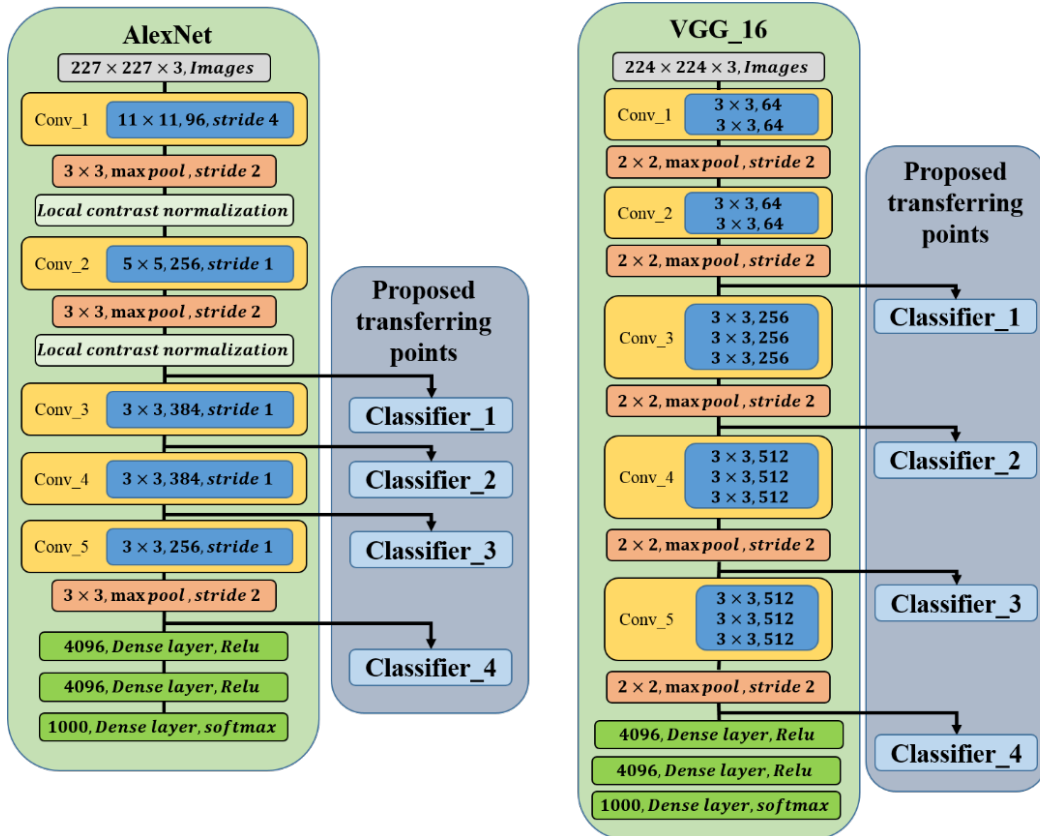 AlexNet
227 × 227 × 3, Images
Conv_1
11 × 11, 96, stride 4
3 × 3, max pool, stride 2
Local contrast normalization
Conv_2
5 × 5, 256, stride 1
3 × 3, max pool, stride 2
Local contrast normalization
Conv_3
3 × 3, 384, stride 1
Conv_4
3 × 3, 384, stride 1
Conv_5
3 × 3, 256, stride 1
3 × 3, max pool, stride 2
4096, Dense layer, Relu
4096, Dense layer, Relu
1000, Dense layer, softmax
Proposed
transferring
points
Classifier_1
Classifier_2
Classifier_3
Classifier_4
VGG_16
224 × 224 × 3, Images
Conv_1
3 × 3, 64
3 × 3, 64
2 × 2, max pool, stride 2
Conv_2
3 × 3, 64
3 × 3, 64
2 × 2, max pool, stride 2
Conv_3
3 × 3, 256
3 × 3, 256
3 × 3, 256
2 × 2, max pool, stride 2
Conv_4
3 × 3, 512
3 × 3, 512
3 × 3, 512
2 × 2, max pool, stride 2
Conv_5
3 × 3, 512
3 × 3, 512
3 × 3, 512
2 × 2, max pool, stride 2
4096, Dense layer, Relu
4096, Dense layer, Relu
1000, Dense layer, softmax
Proposed
transferring
points
Classifier_1
Classifier_2
Classifier_3
Classifier_4